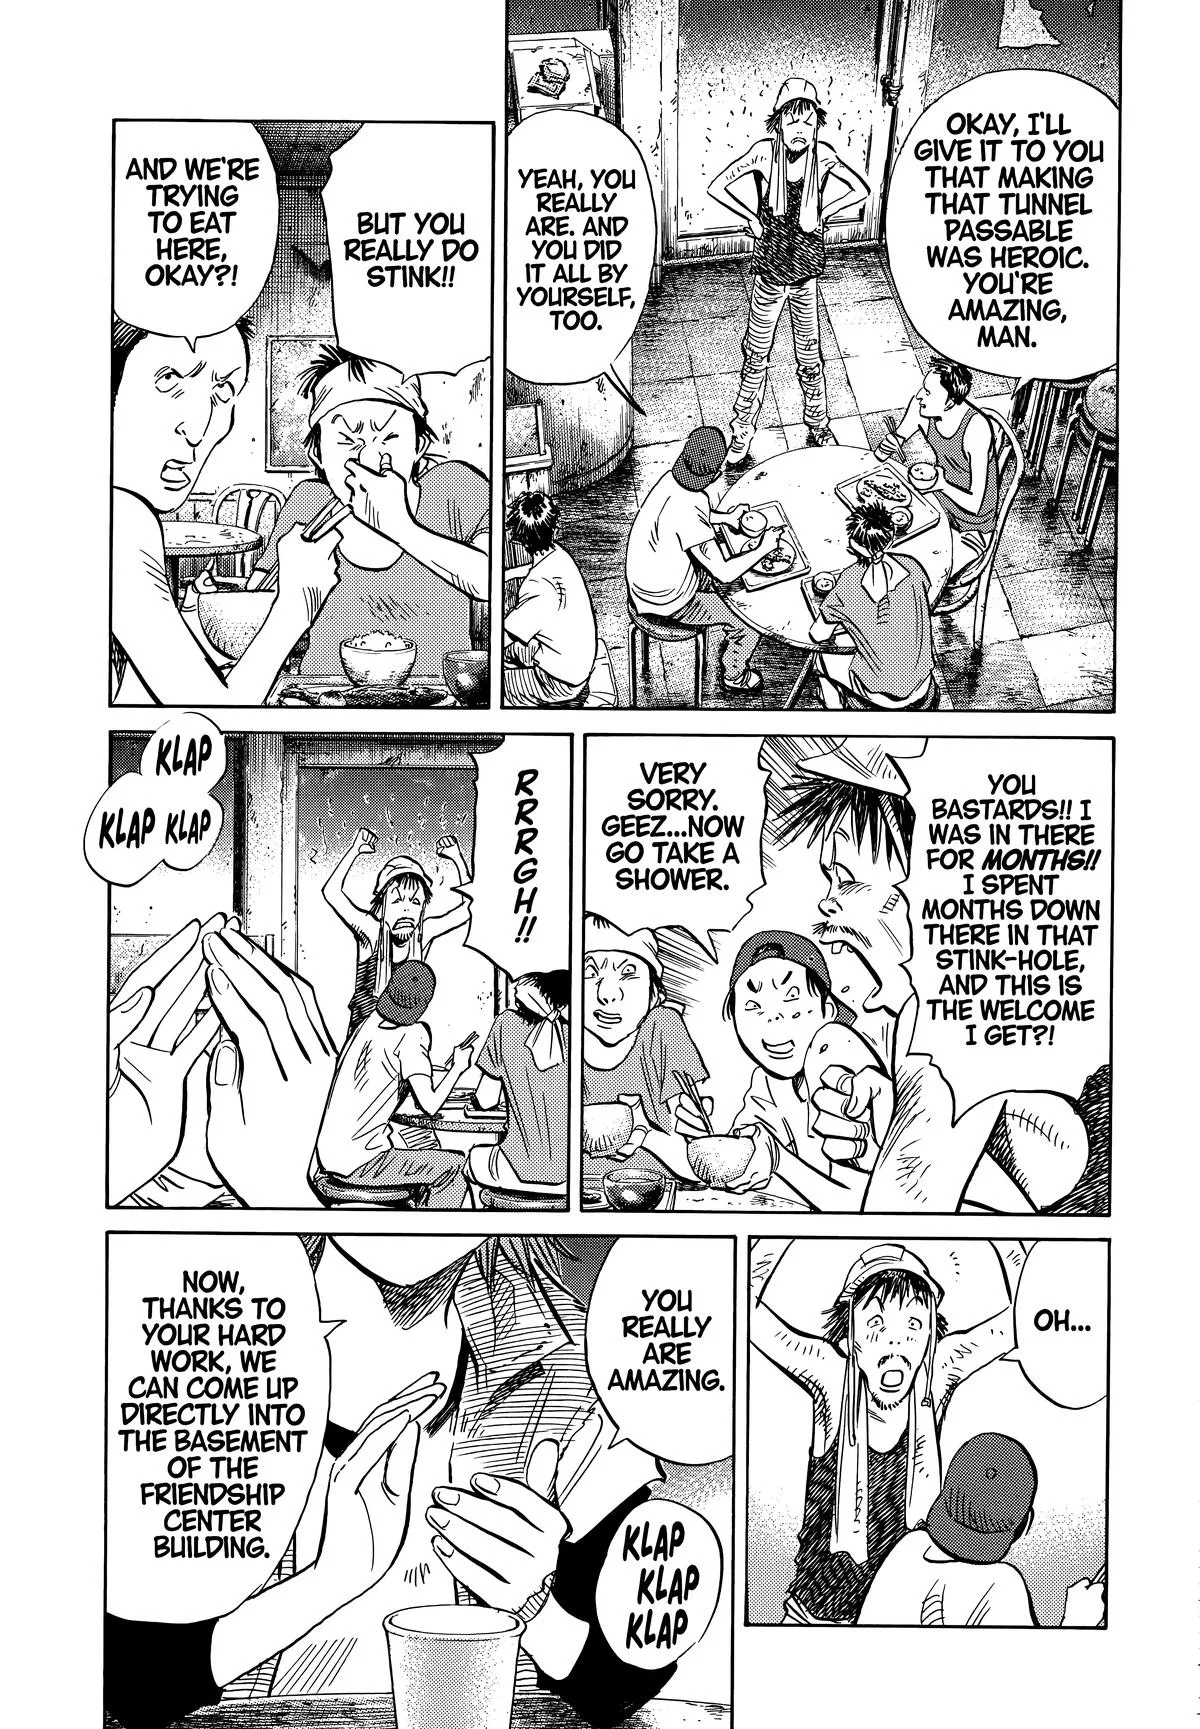 OKAY, I'LL
GIVE IT TO YOU
THAT MAKING
THAT TUNNEL
PASSABLE
WAS HEROIC.
YOU'RE
AMAZING,
MAN.
YEAH, YOU
REALLY
ARE. AND
YOU DID
IT ALL BY
YOURSELF,
TOO.
BUT YOU
REALLY DO
STINK!!
AND WE'RE
TRYING
TO EAT
HERE,
OKAY?!
YOU
BASTARDS!! I
WAS IN THERE
FOR MONTHS!!
I SPENT
MONTHS DOWN
THERE IN THAT
STINK-HOLE,
AND THIS IS
THE WELCOME
I GET?!
VERY
SORRY.
GEEZ...NOW
GO TAKE A
SHOWER.
RRRGH!!
KLAP
KLAP KLAP
OH...
YOU
REALLY
ARE
AMAZING.
KLAP
KLAP
KLAP
NOW,
THANKS TO
YOUR HARD
WORK, WE
CAN COME UP
DIRECTLY INTO
THE BASEMENT
OF THE
FRIENDSHIP
CENTER
BUILDING.